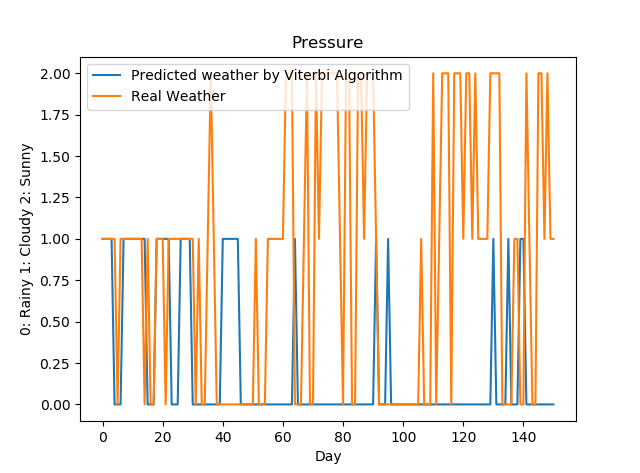 Pressure
Predicted weather by Viterbi Algorithm
Real Weather
0: Rainy 1: Cloudy 2: Sunny
2.00
1.75
1.50
1.25
1.00
0.75
0.50
0.25
0.00
0 20 40 60 80 100 120 140
Day